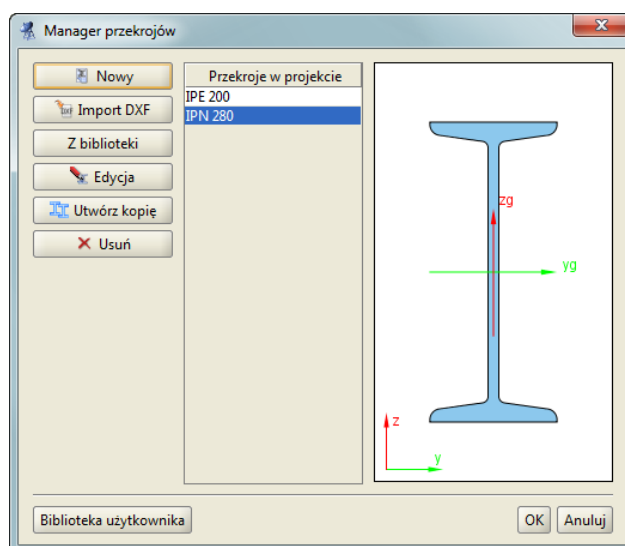 Manager przekrojów
Nowy
Import DXF
Z biblioteki
Edycja
Utwórz kopię
Usuń
Przekroje w projekcie
IPE 200
IPN 280
zg
yg
z
y
Biblioteka użytkownika
OK
Anuluj